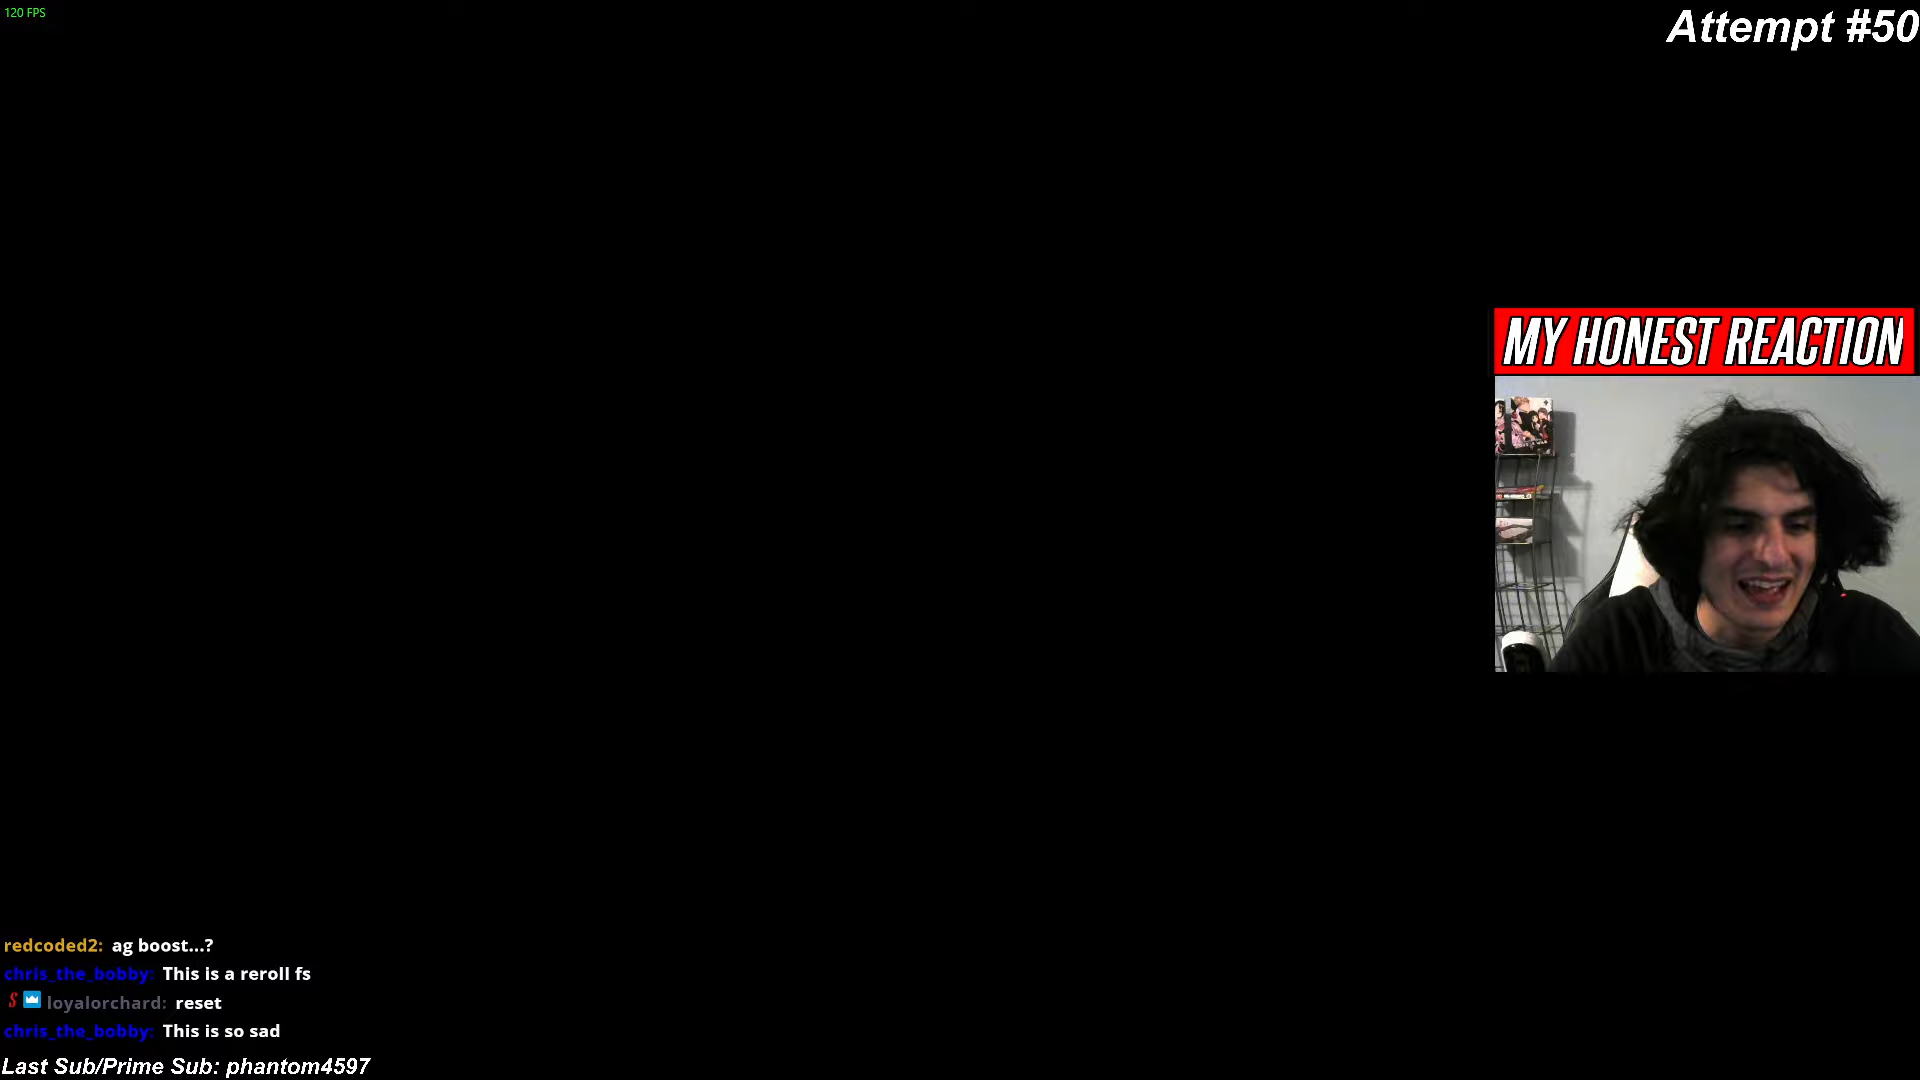 120 FPS
Attempt #50
MY HONEST REACTION
redcoded2: ag boost...?
chris_the_bobby: This is a reroll fs
loyalorchard: reset
chris_the_bobby: This is so sad
Last Sub/Prime Sub: phantom4597